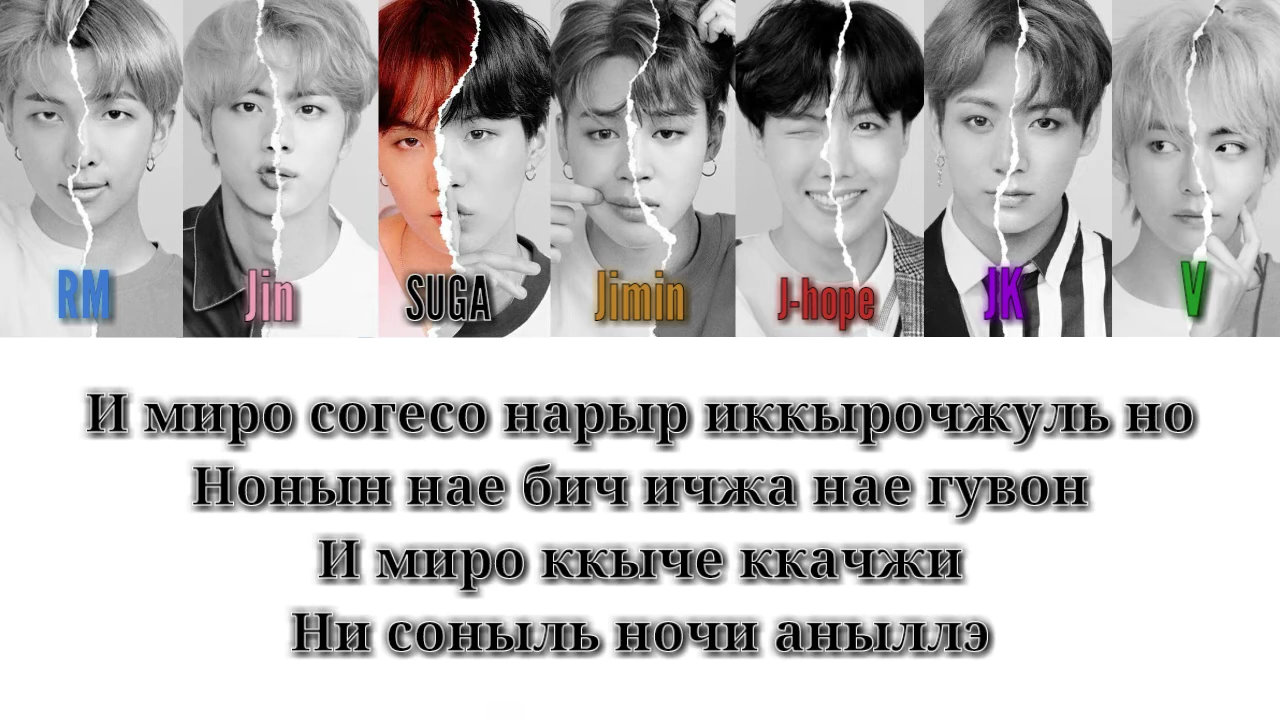 RM Jin SUGA Jimin J-hope JK V
И миро согесо нарыр иккырочжуль но
Нонын нае бич ичжа нае гувон
И миро ккыче ккачжи
Ни соныль ночи аныллэ